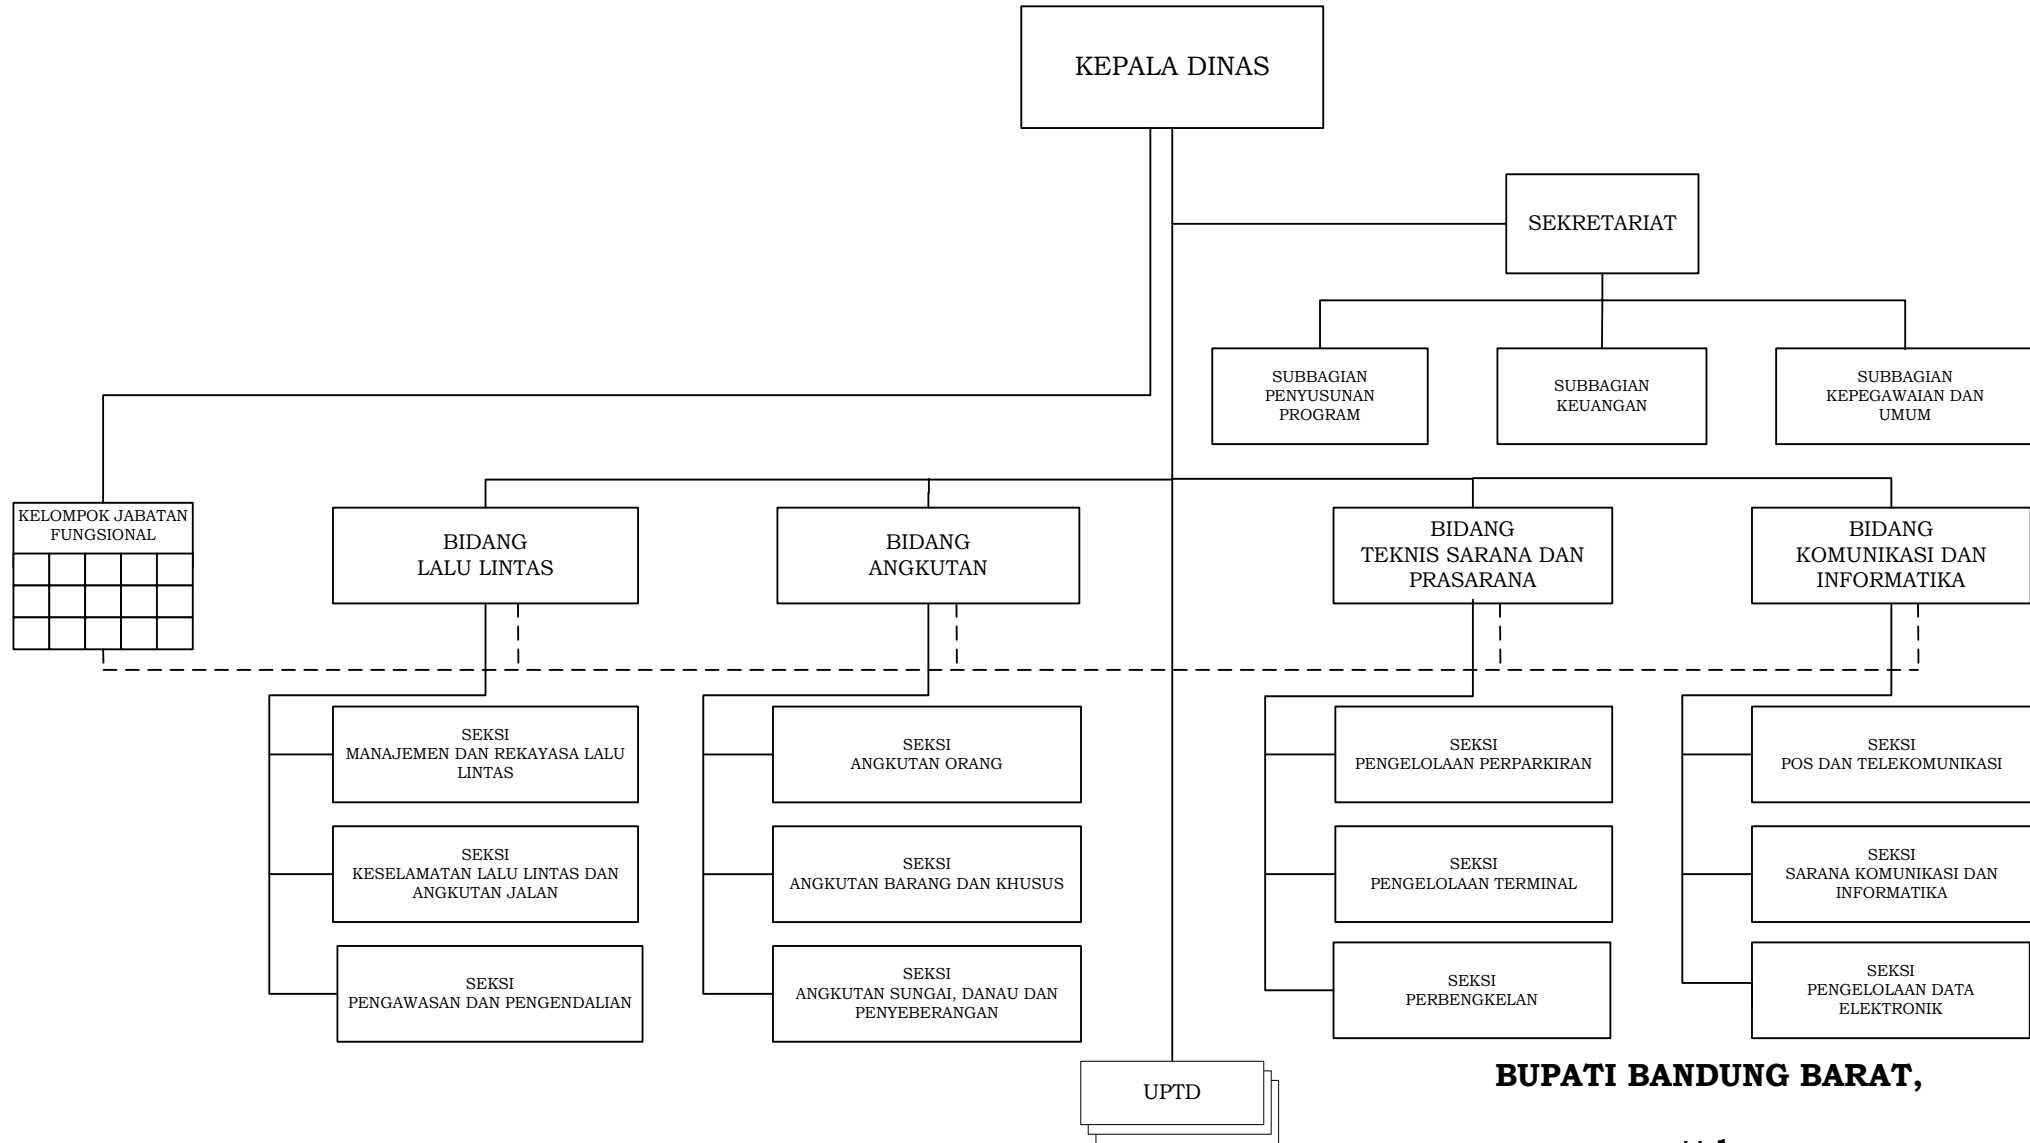 KEPALA DINAS
SEKRETARIAT
SUBBAGIAN
PENYUSUNAN
PROGRAM
SUBBAGIAN
KEUANGAN
SUBBAGIAN
KEPEGAWAIAN DAN
UMUM
KELOMPOK JABATAN
FUNGSIONAL
BIDANG
LALU LINTAS
BIDANG
ANGKUTAN
BIDANG
TEKNIS SARANA DAN
PRASARANA
BIDANG
KOMUNIKASI DAN
INFORMATIKA
SEKSI
MANAJEMEN DAN REKAYASA LALU
LINTAS
SEKSI
ANGKUTAN ORANG
SEKSI
PENGELOLAAN PERPARKIRAN
SEKSI
POS DAN TELEKOMUNIKASI
SEKSI
KESELAMATAN LALU LINTAS DAN
ANGKUTAN JALAN
SEKSI
ANGKUTAN BARANG DAN KHUSUS
SEKSI
PENGELOLAAN TERMINAL
SEKSI
SARANA KOMUNIKASI DAN
INFORMATIKA
SEKSI
PENGAWASAN DAN PENGENDALIAN
SEKSI
ANGKUTAN SUNGAI, DANAU DAN
PENYEBERANGAN
SEKSI
PERBENGKELAN
SEKSI
PENGELOLAAN DATA
ELEKTRONIK
UPTD
BUPATI BANDUNG BARAT,